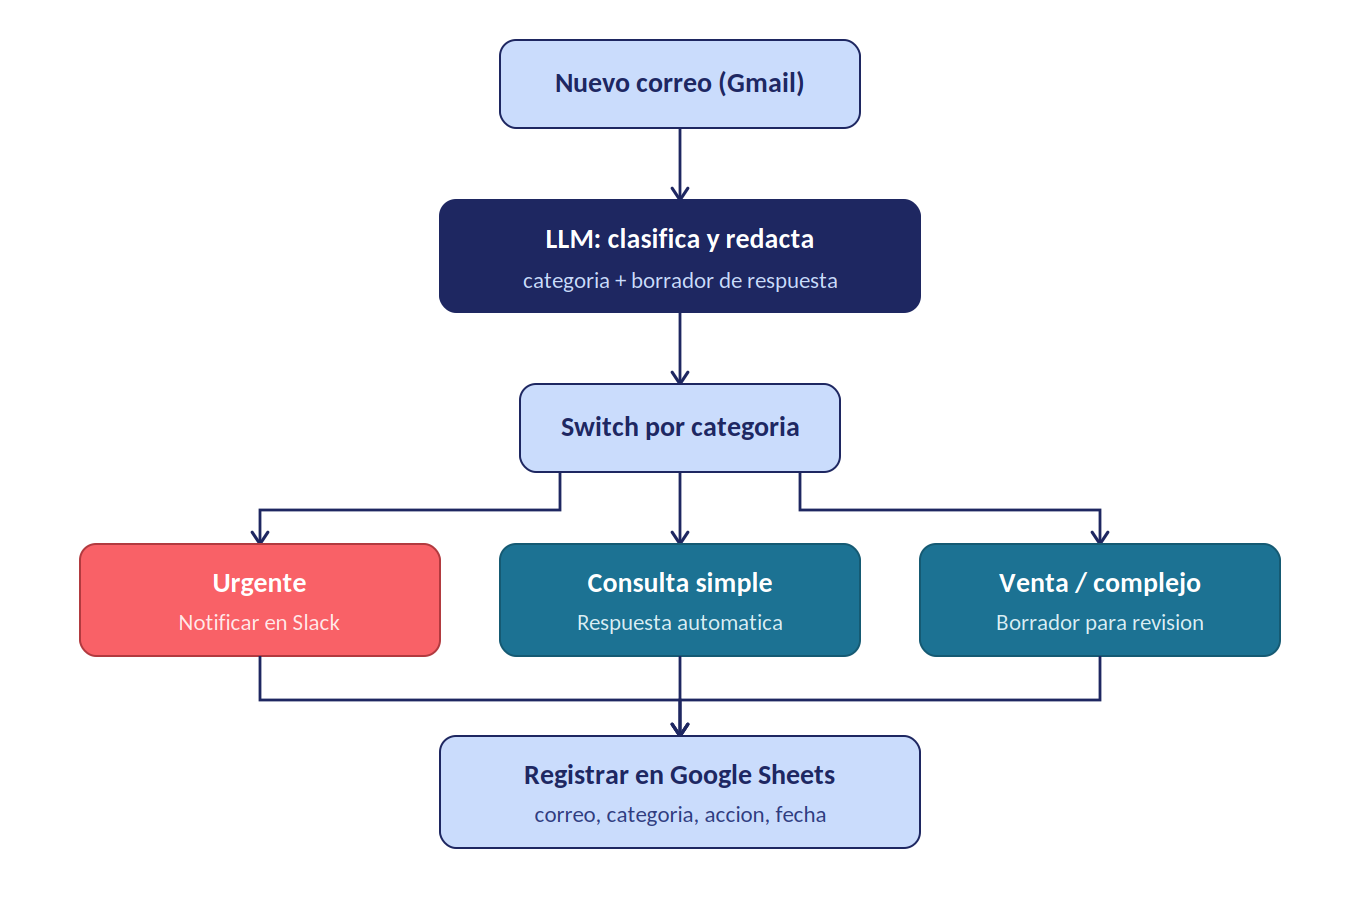 Nuevo correo (Gmail)
LLM: clasifica y redacta
categoria + borrador de respuesta
Switch por categoria
Urgente
Notificar en Slack
Consulta simple
Respuesta automatica
Venta / complejo
Borrador para revision
Registrar en Google Sheets
correo, categoria, accion, fecha